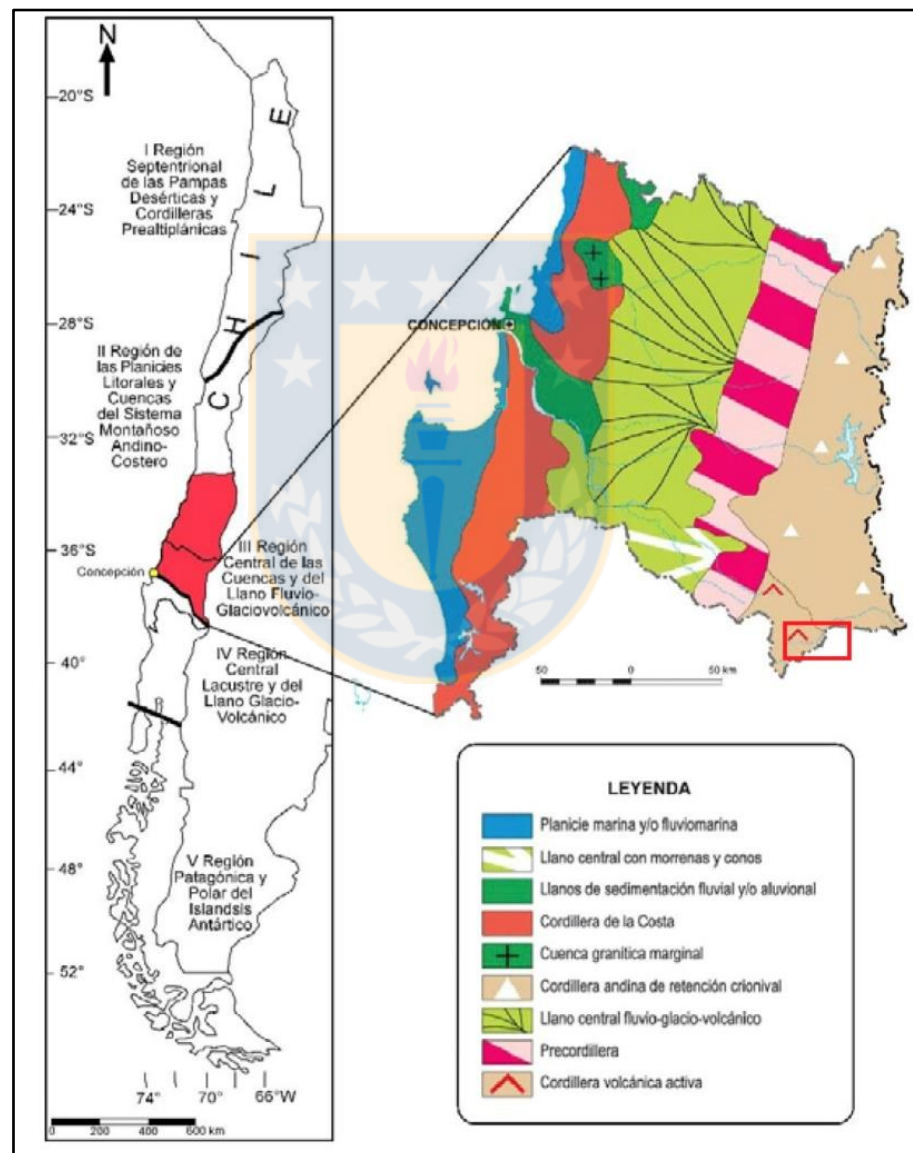 N
20°S
24°S
28°S
32°S
36°S
40°S
44°
48°
52°
CHILE
I Región
Septentrional
de las Pampas
Desérticas y
Cordilleras
Prealtiplánicas
II Región de
las Planicies
Litorales y
Cuencas
del Sistema
Montañoso
Andino-
Costero
Concepción
III Región
Central de las
Cuencas y del
Llano Fluvio-
Glaciovolcánico
IV Región
Central
Lacustre y del
Llano Glacio-
Volcánico
V Región
Patagónica y
Polar del
Islandsis
Antártico
74° 70° 66°W
0 200 400 600 km
CONCEPCIÓN
50 0 50 km
LEYENDA
Planicie marina y/o fluviomarina
Llano central con morrenas y conos
Llanos de sedimentación fluvial y/o aluvional
Cordillera de la Costa
Cuenca granítica marginal
Cordillera andina de retención crionival
Llano central fluvio-glacio-volcánico
Precordillera
Cordillera volcánica activa